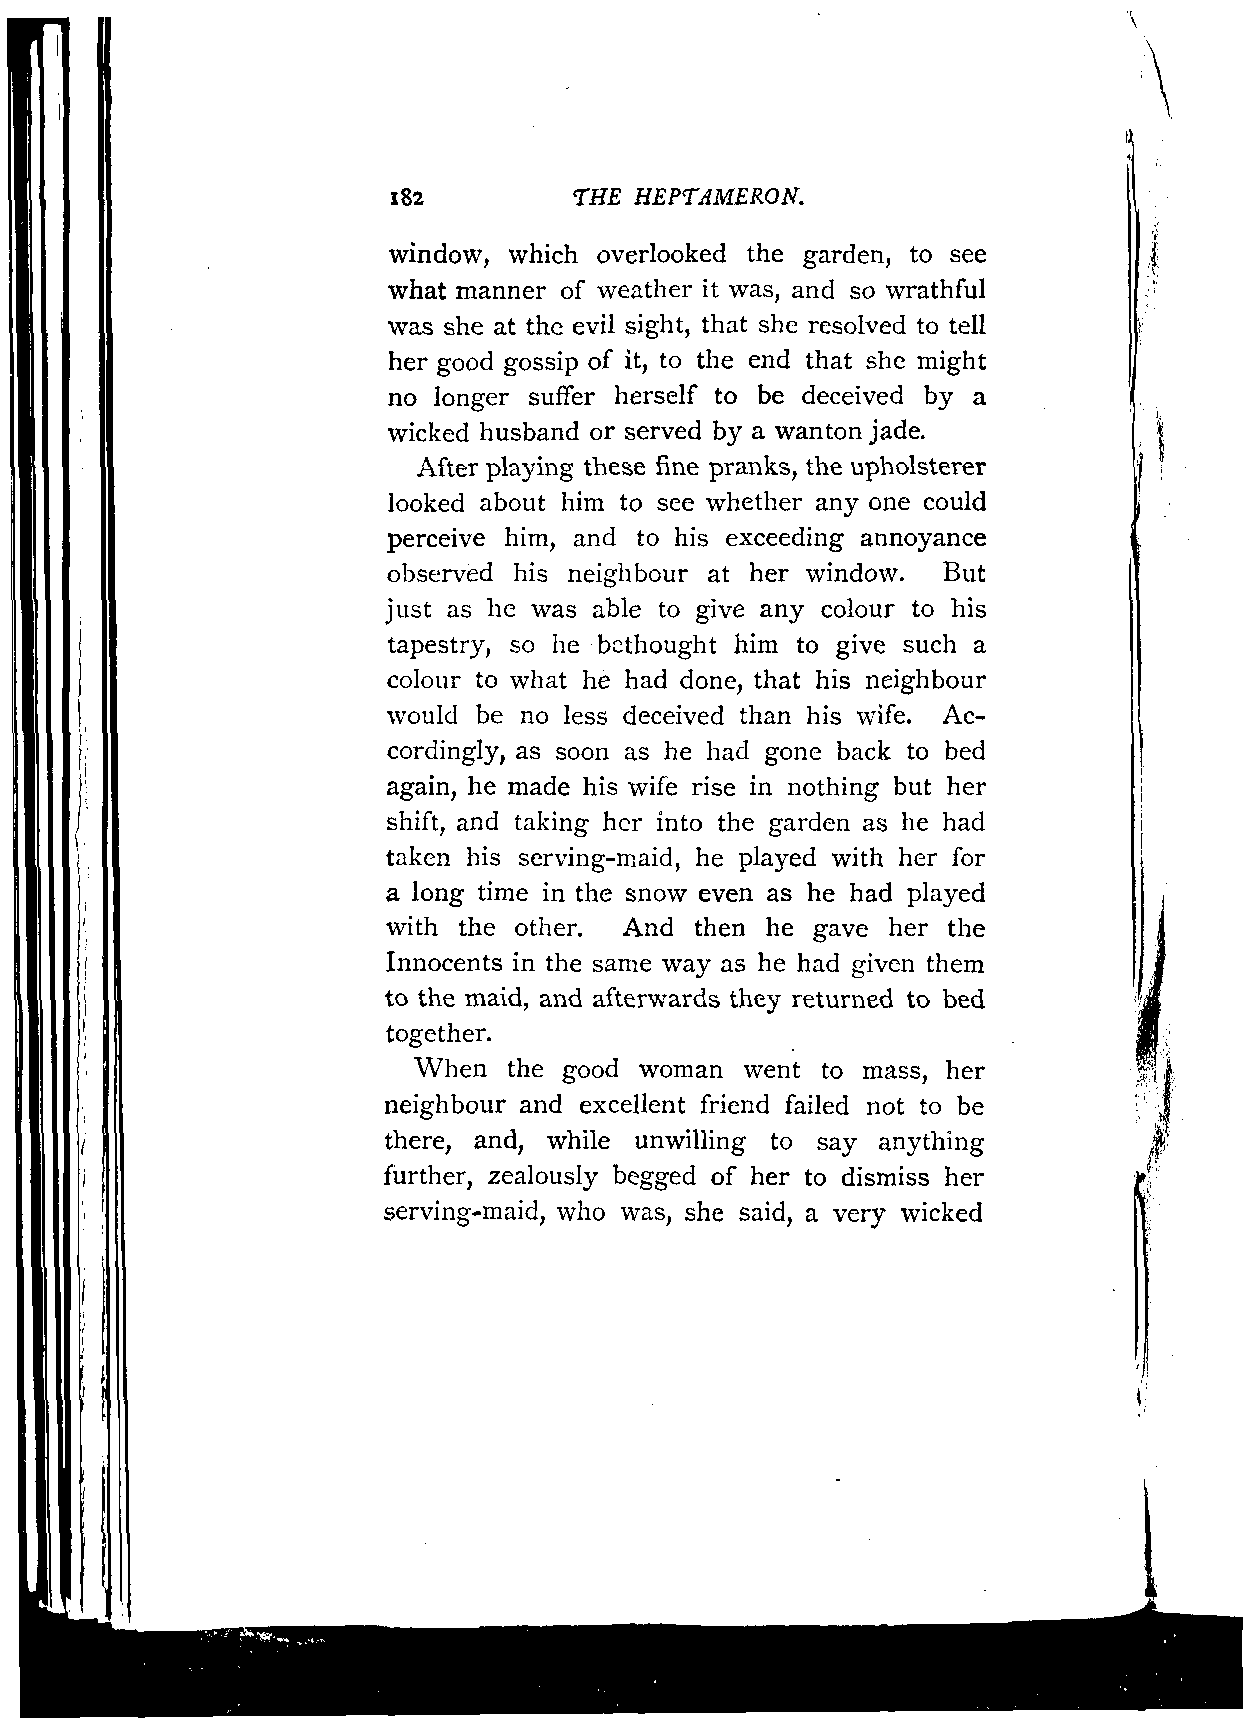 182 THE HEPTAMERON.
window, which overlooked the garden, to see
what manner of weather it was, and so wrathful
was she at the evil sight, that she resolved to tell
her good gossip of it, to the end that she might
no longer suffer herself to be deceived by a
wicked husband or served by a wanton jade.
After playing these fine pranks, the upholsterer
looked about him to see whether any one could
perceive him, and to his exceeding annoyance
observed his neighbour at her window. But
just as he was able to give any colour to his
tapestry, so he bethought him to give such a
colour to what he had done, that his neighbour
would be no less deceived than his wife. Ac-
cordingly, as soon as he had gone back to bed
again, he made his wife rise in nothing but her
shift, and taking her into the garden as he had
taken his serving-maid, he played with her for
a long time in the snow even as he had played
with the other. And then he gave her the
Innocents in the same way as he had given them
to the maid, and afterwards they returned to bed
together.
When the good woman went to mass, her
neighbour and excellent friend failed not to be
there, and, while unwilling to say anything
further, zealously begged of her to dismiss her
serving-maid, who was, she said, a very wicked